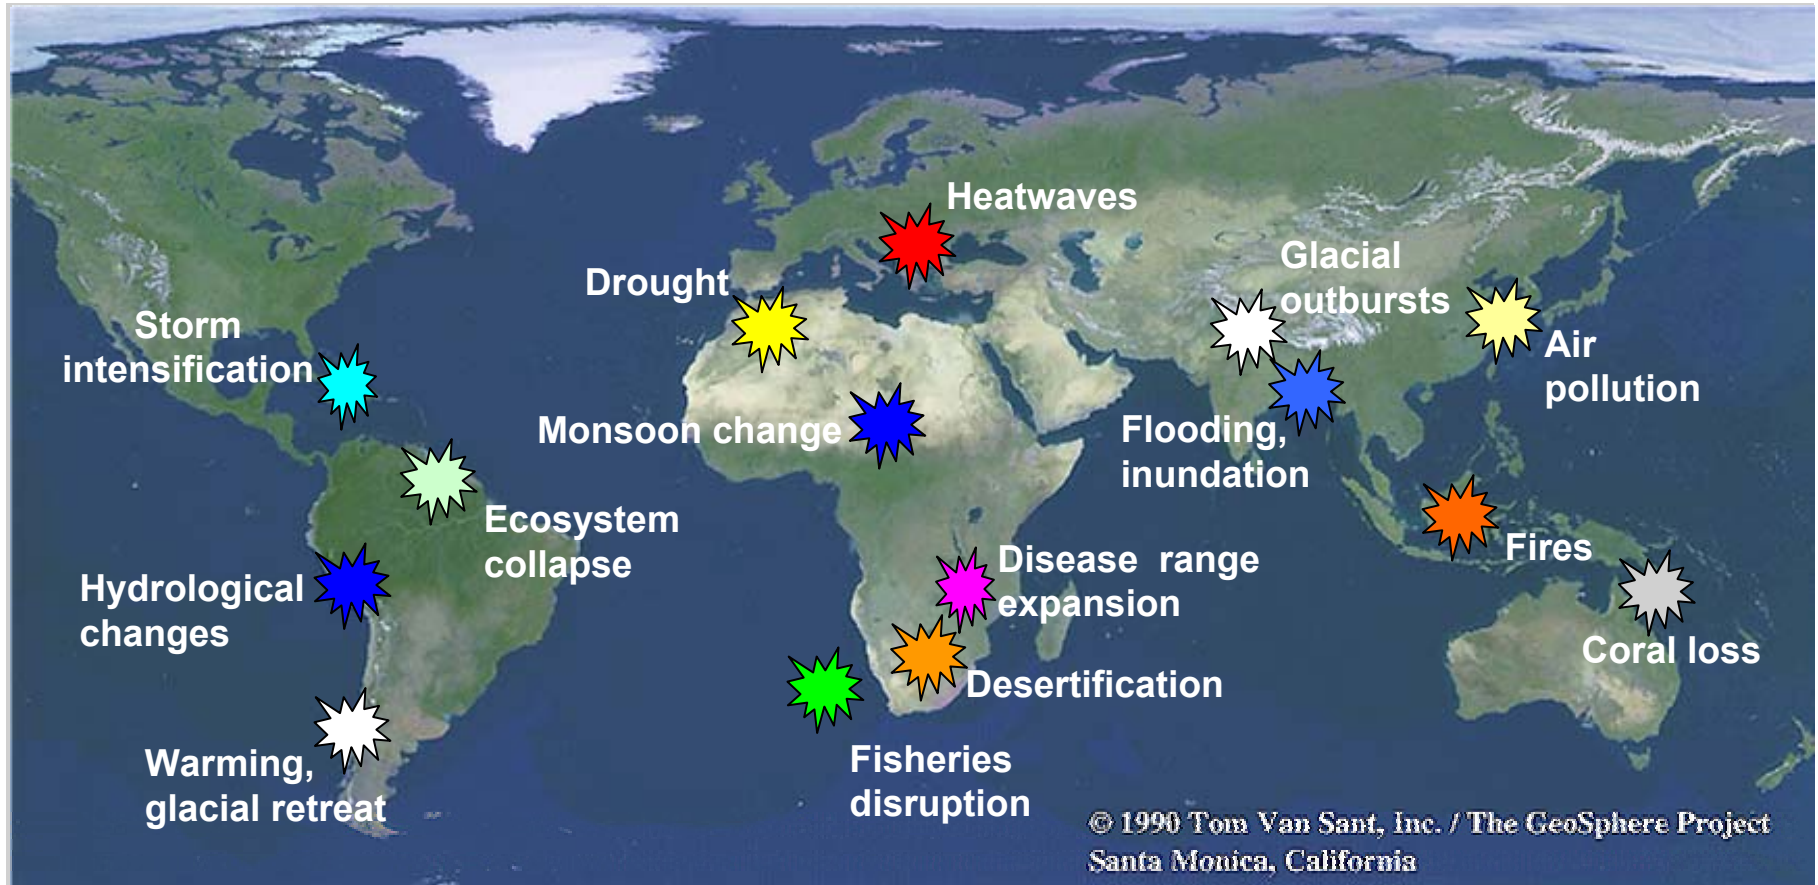 Heatwaves
Glacial
outbursts
Drought
Storm
intensification
Air
pollution
Monsoon change
Flooding,
inundation
Ecosystem
collapse
Fires
Disease range
expansion
Hydrological
changes
Coral loss
Desertification
Fisheries
disruption
Warming,
glacial retreat
© 1990 Tom Van Sant, Inc. / The GeoSphere Project
Santa Monica, California